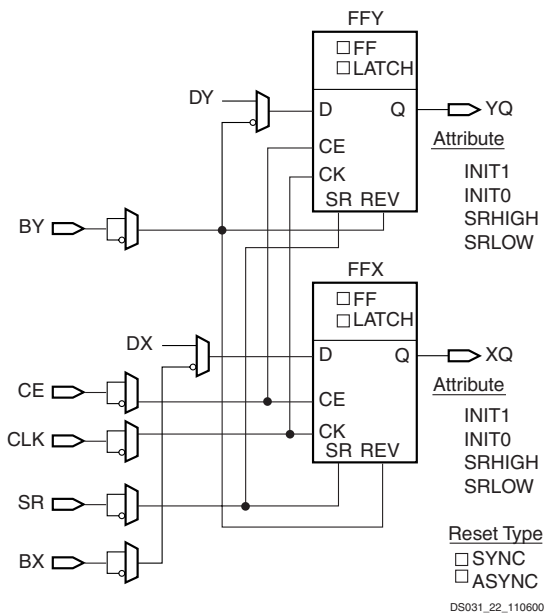 FFY
FF
LATCH
DY
D Q YQ
Attribute
CE
CK
INIT1
SR REV
INIT0
BY
SRHIGH
SRLOW
FFX
FF
LATCH
DX
D Q XQ
CE
CE
Attribute
CLK
CK
INIT1
SR REV
INIT0
SRHIGH
SR
SRLOW
BX
Reset Type
SYNC
ASYNC
DS031_22_110600